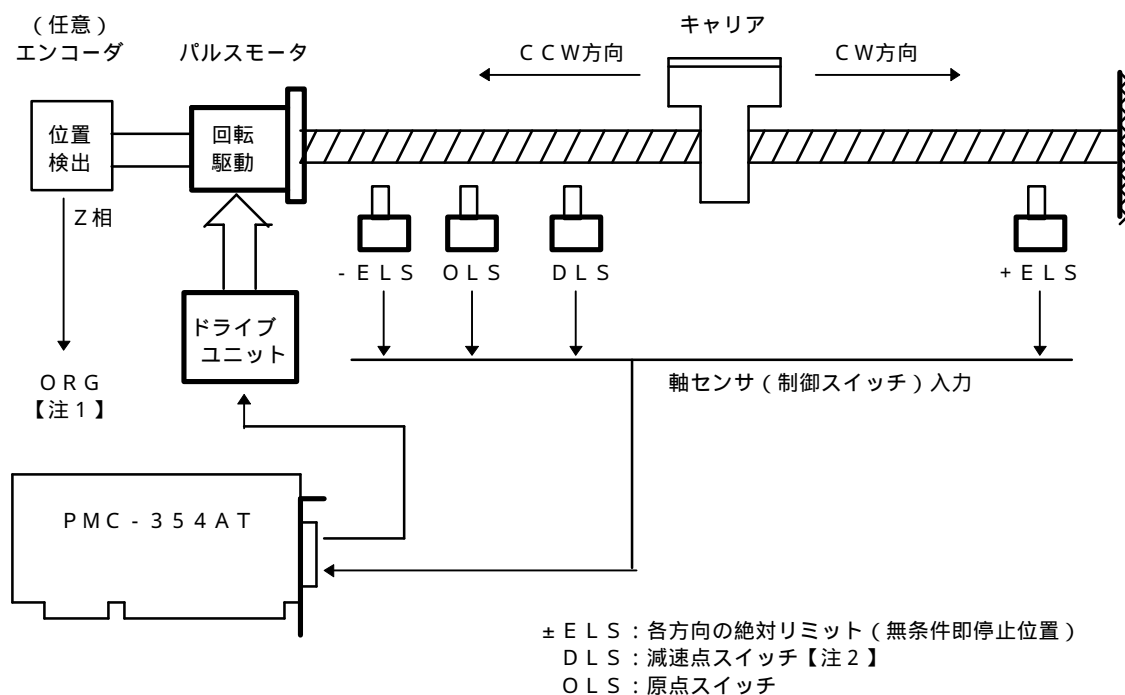 (任意)
エンコーダ
パルスモータ
キャリア
CCW方向
CW方向
位置
検出
回転
駆動
Z相
-ELS
OLS
DLS
+ELS
ドライブ
ユニット
ORG
【注1】
軸センサ(制御スイッチ)入力
PMC-354AT
±ELS:各方向の絶対リミット(無条件即停止位置)
DLS:減速点スイッチ【注2】
OLS:原点スイッチ